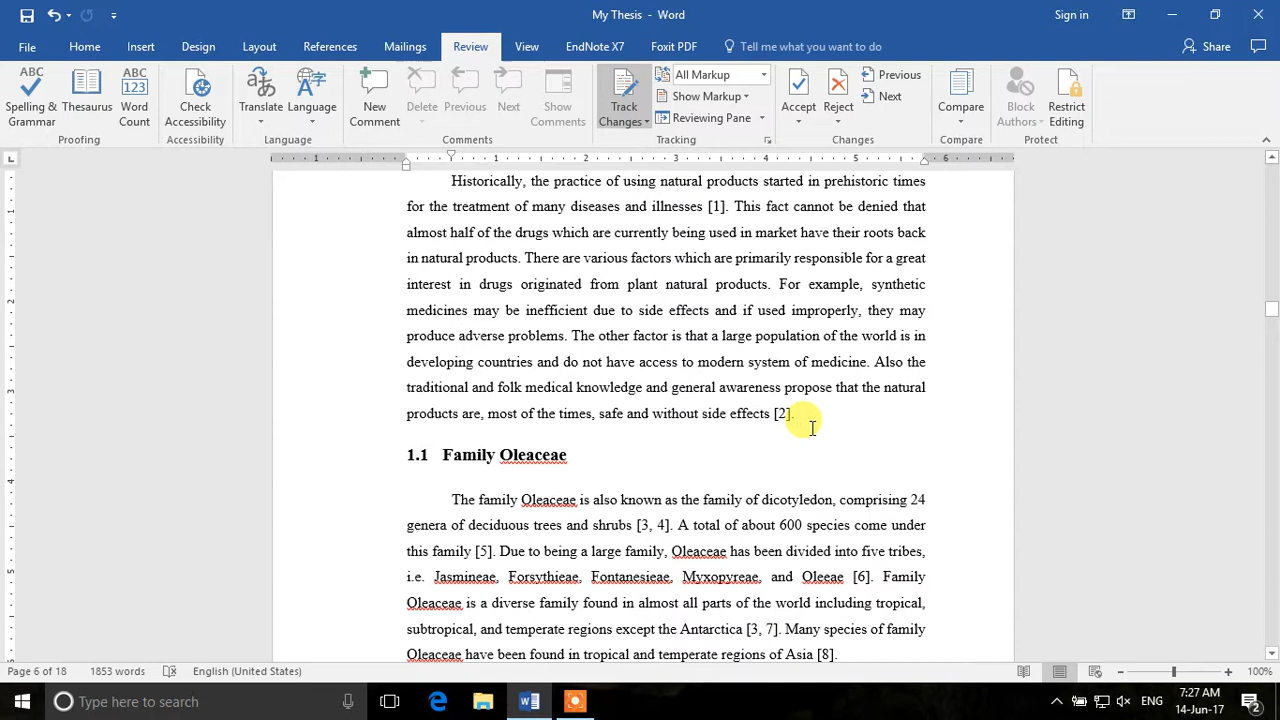 My Thesis - Word
Sign in
File
Home
Insert
Design
Layout
References
Mailings
Review
View
EndNote X7
Foxit PDF
Tell me what you want to do
Share
ABC
Spelling & Grammar
Thesaurus
ABC
123
Word Count
Check Accessibility
Translate
Language
New Comment
Delete
Previous
Next
Show Comments
Track Changes
All Markup
Show Markup
Reviewing Pane
Accept
Reject
Previous
Next
Compare
Block Authors
Restrict Editing
Proofing
Accessibility
Language
Comments
Tracking
Changes
Compare
Protect
1 1 2 3 4 5 6
Historically, the practice of using natural products started in prehistoric times
for the treatment of many diseases and illnesses [1]. This fact cannot be denied that
almost half of the drugs which are currently being used in market have their roots back
in natural products. There are various factors which are primarily responsible for a great
interest in drugs originated from plant natural products. For example, synthetic
medicines may be inefficient due to side effects and if used improperly, they may
produce adverse problems. The other factor is that a large population of the world is in
developing countries and do not have access to modern system of medicine. Also the
traditional and folk medical knowledge and general awareness propose that the natural
products are, most of the times, safe and without side effects [2].
1.1 Family Oleaceae
The family Oleaceae is also known as the family of dicotyledon, comprising 24
genera of deciduous trees and shrubs [3, 4]. A total of about 600 species come under
this family [5]. Due to being a large family, Oleaceae has been divided into five tribes,
i.e. Jasmineae, Forsythieae, Fontanesieae, Myxopyreae, and Oleeae [6]. Family
Oleaceae is a diverse family found in almost all parts of the world including tropical,
subtropical, and temperate regions except the Antarctica [3, 7]. Many species of family
Oleaceae have been found in tropical and temperate regions of Asia [8].
Page 6 of 18
1853 words
English (United States)
100%
Type here to search
7:27 AM
14-Jun-17
2